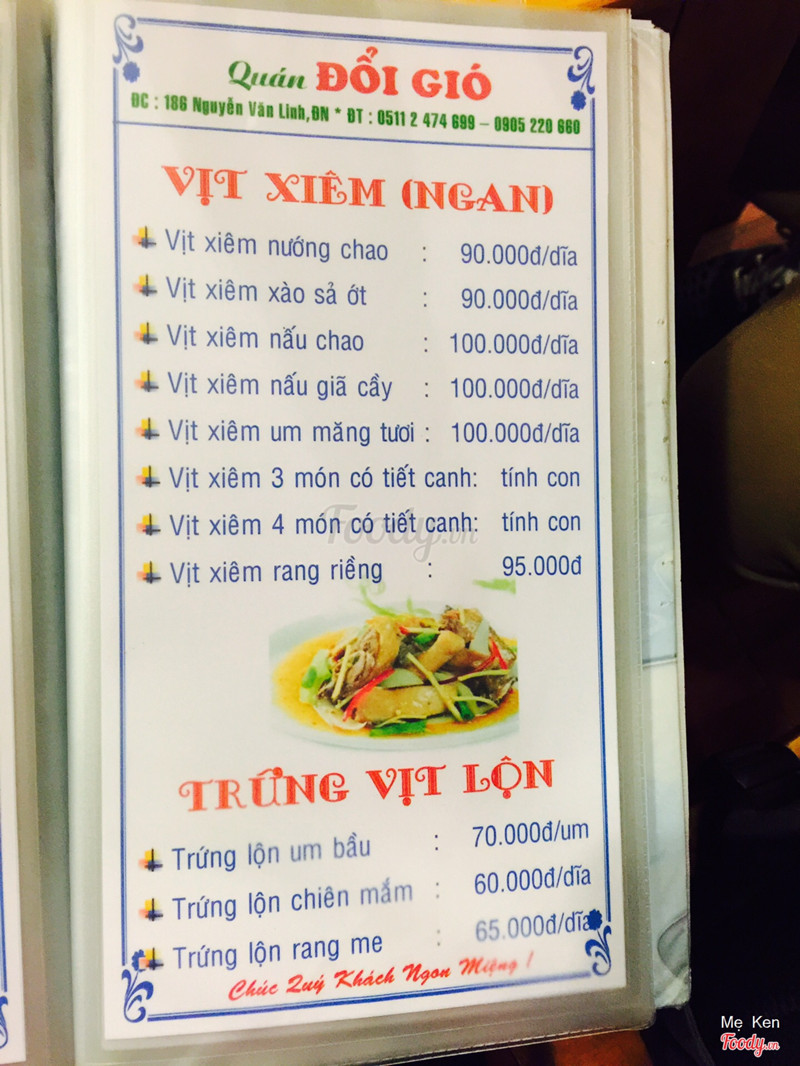 Quán ĐỔI GIÓ
ĐC : 186 Nguyễn Văn Linh,ĐN * ĐT : 0511 2 474 699 – 0905 220 660
VỊT XIÊM (NGAN)
Vịt xiêm nướng chao : 90.000đ/dĩa
Vịt xiêm xào sả ớt : 90.000đ/dĩa
Vịt xiêm nấu chao : 100.000đ/dĩa
Vịt xiêm nấu giã cầy : 100.000đ/dĩa
Vịt xiêm um măng tươi : 100.000đ/dĩa
Vịt xiêm 3 món có tiết canh: tính con
Vịt xiêm 4 món có tiết canh: tính con
Foody.vn
Vịt xiêm rang riềng : 95.000đ
TRỨNG VỊT LỘN
Trứng lộn um bầu : 70.000đ/um
Trứng lộn chiên mắm : 60.000đ/dĩa
Trứng lộn rang me : 65.000đ/dĩa
Chúc Quý Khách Ngon Miệng !
Mẹ Ken
Foody.vn